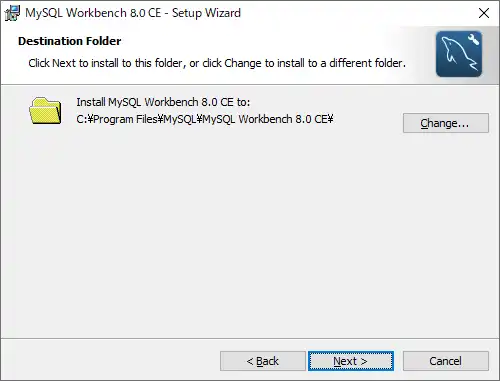 MySQL Workbench 8.0 CE - Setup Wizard
Destination Folder
Click Next to install to this folder, or click Change to install to a different folder.
Install MySQL Workbench 8.0 CE to:
C:¥Program Files¥MySQL¥MySQL Workbench 8.0 CE¥
Change...
< Back
Next >
Cancel